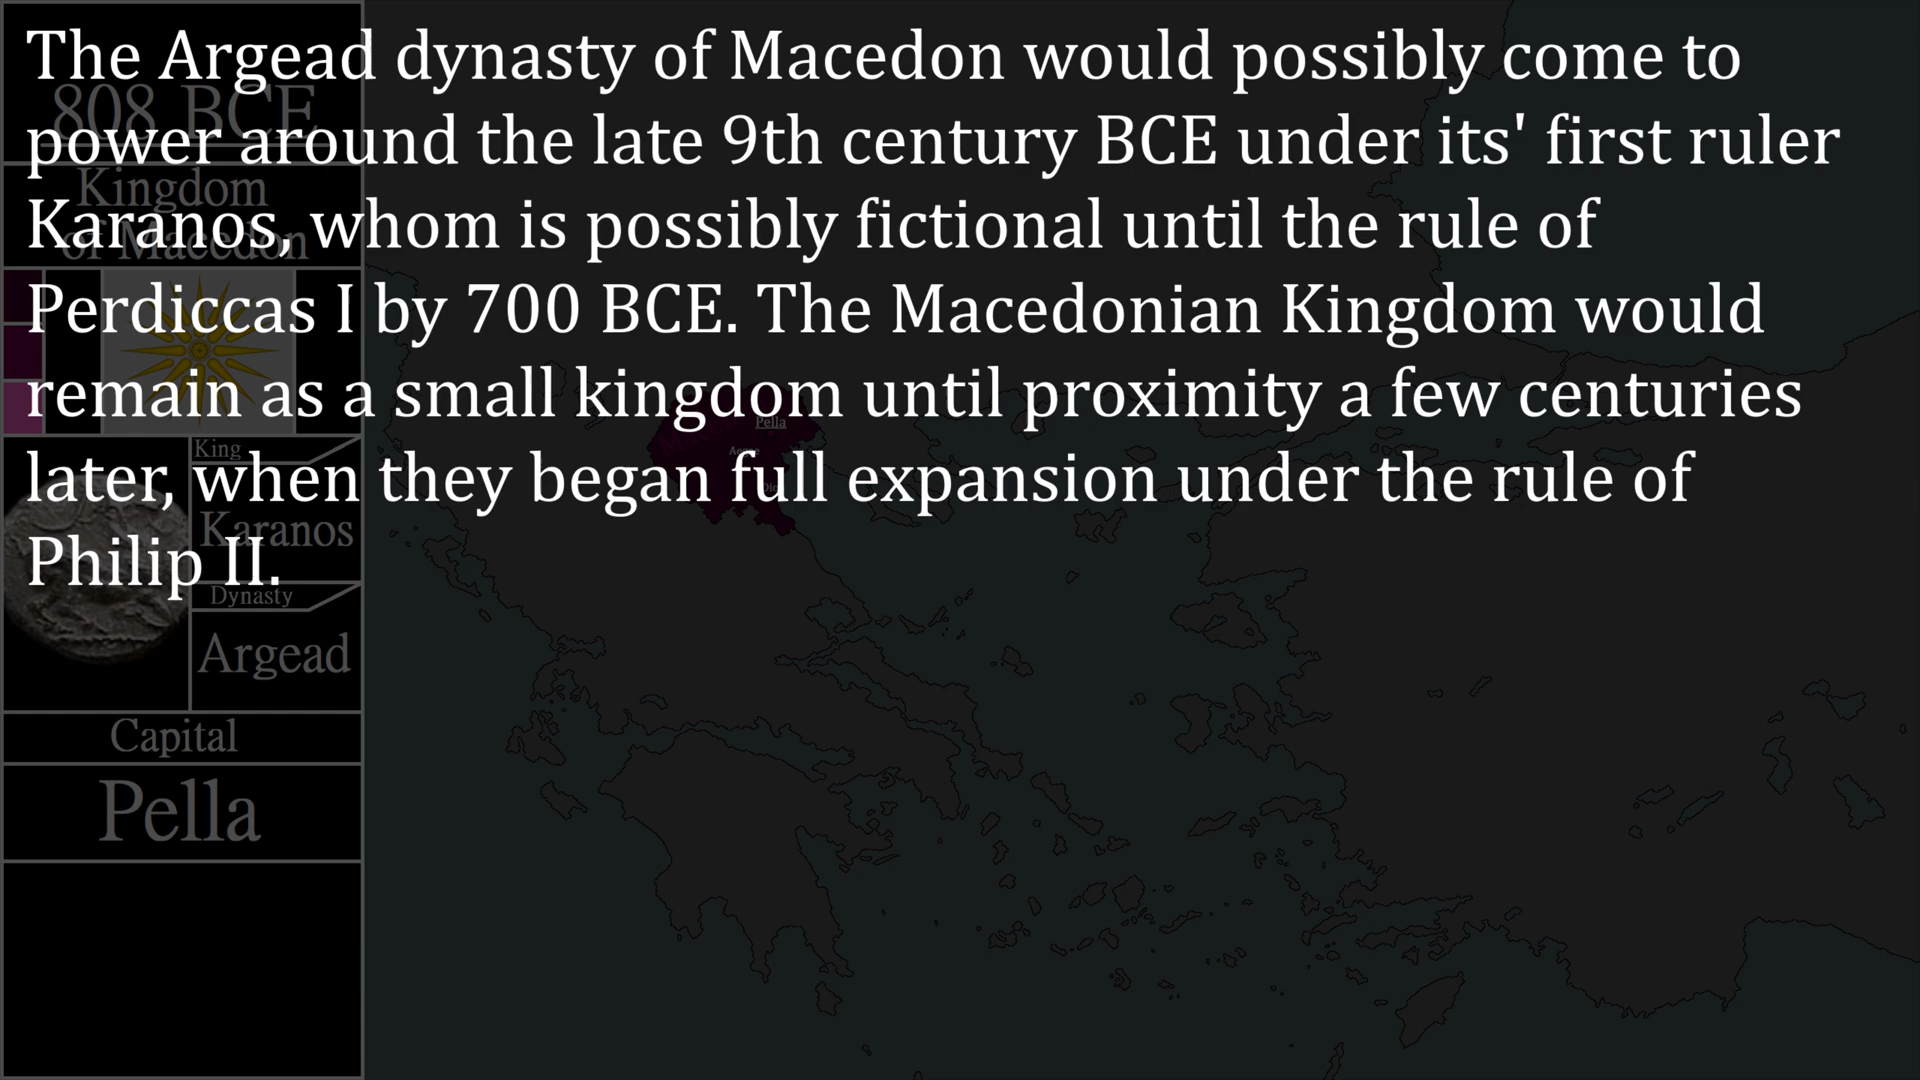 The Argead dynasty of Macedon would possibly come to
power around the late 9th century BCE under its' first ruler
Karanos, whom is possibly fictional until the rule of
Perdiccas I by 700 BCE. The Macedonian Kingdom would
remain as a small kingdom until proximity a few centuries
later, when they began full expansion under the rule of
Philip II.
808 BCE
Kingdom
of Macedon
King
Karanos
Dynasty
Argead
Capital
Pella
Pella